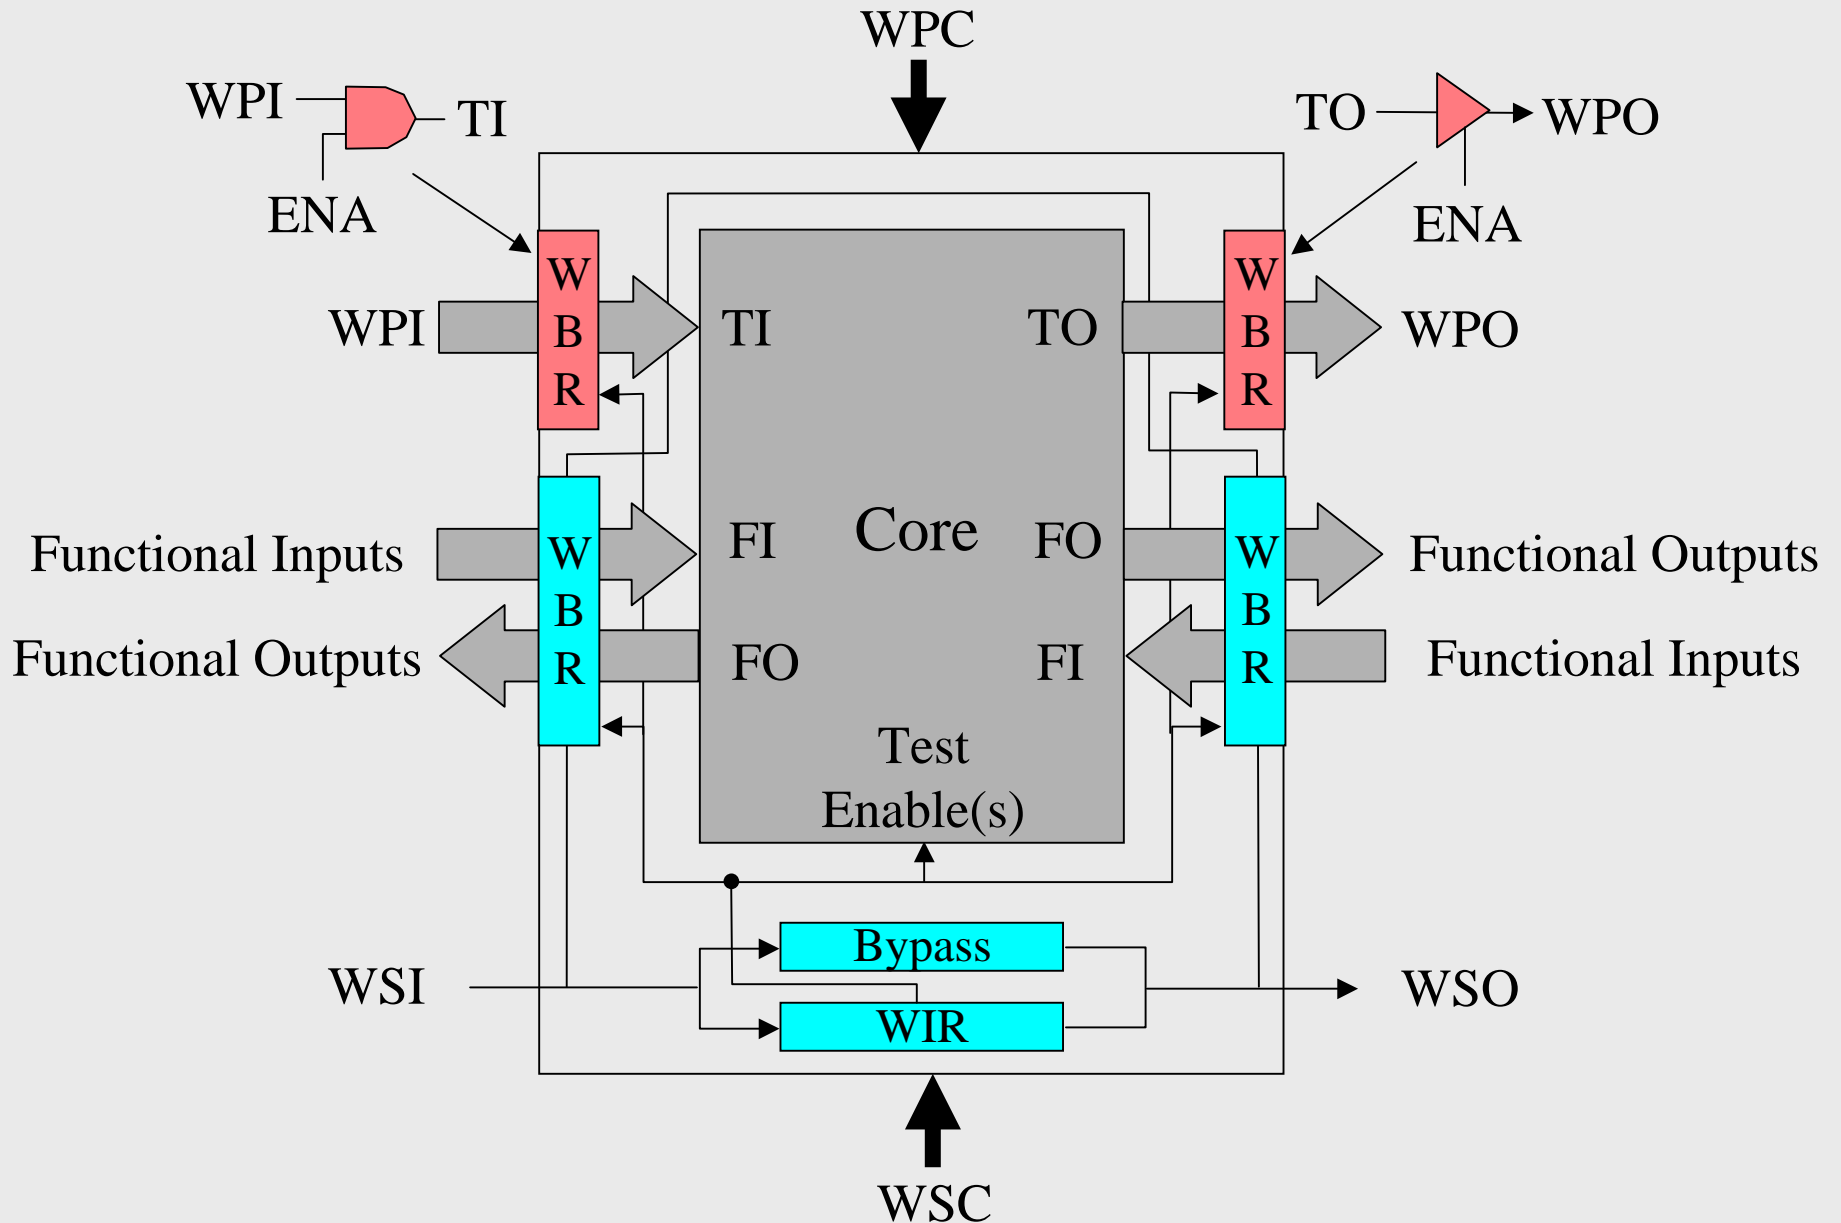 WPC
WPI
TI
ENA
TO
WPO
ENA
W
B
R
W
B
R
WPI
TI
TO
WPO
Core
W
B
R
W
B
R
Functional Inputs
FI
FO
Functional Outputs
Functional Outputs
FO
FI
Functional Inputs
Test
Enable(s)
Bypass
WSI
WSO
WIR
WSC